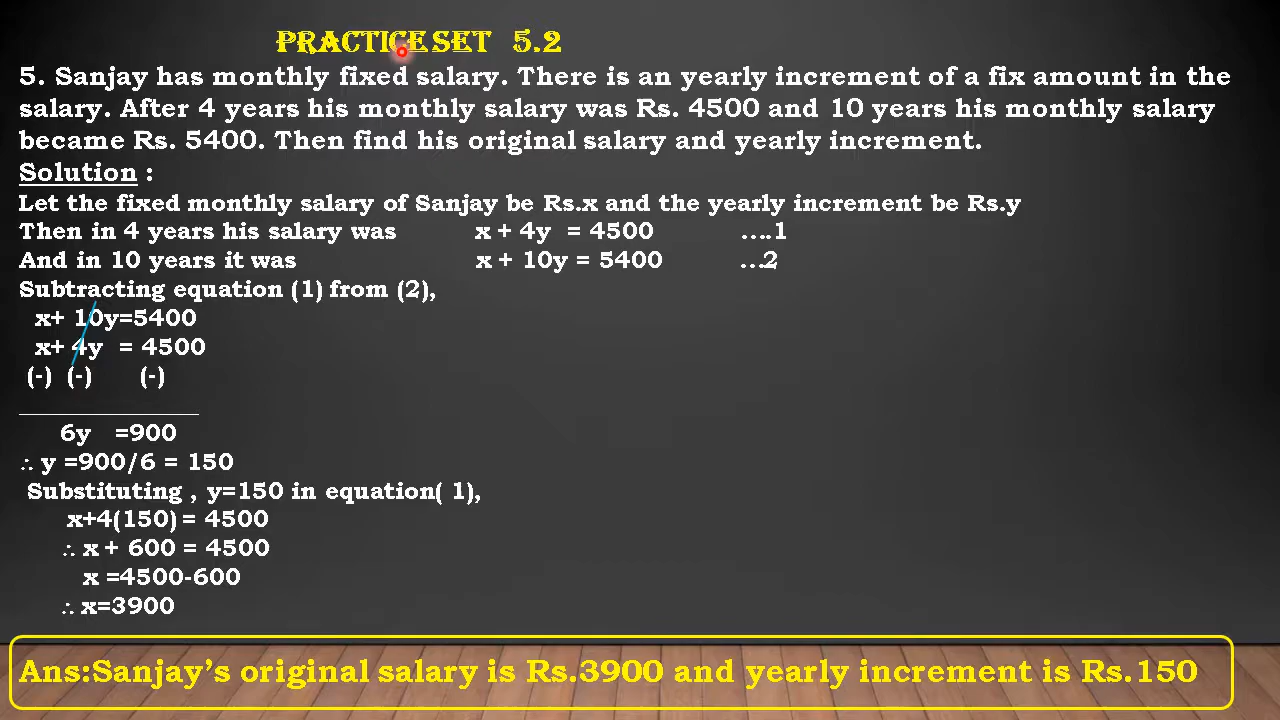 PRACTICE SET 5.2
5. Sanjay has monthly fixed salary. There is an yearly increment of a fix amount in the
salary. After 4 years his monthly salary was Rs. 4500 and 10 years his monthly salary
became Rs. 5400. Then find his original salary and yearly increment.
Solution :
Let the fixed monthly salary of Sanjay be Rs.x and the yearly increment be Rs.y
Then in 4 years his salary was x + 4y = 4500 ....1
And in 10 years it was x + 10y = 5400 ...2
Subtracting equation (1) from (2),
x+ 10y=5400
x+ 4y = 4500
(-) (-) (-)
6y =900
∴ y =900/6 = 150
Substituting , y=150 in equation( 1),
x+4(150) = 4500
∴ x + 600 = 4500
x =4500-600
∴ x=3900
Ans:Sanjay’s original salary is Rs.3900 and yearly increment is Rs.150